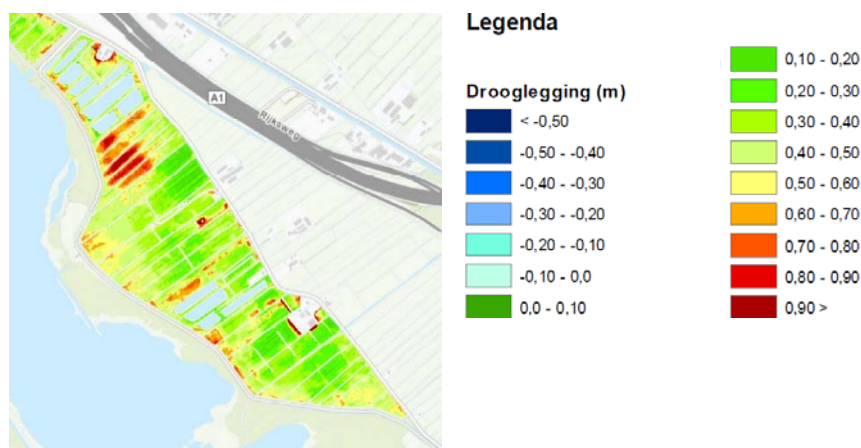 A1
Rijksweg
Legenda
Drooglegging (m)
< -0,50
-0,50 - -0,40
-0,40 - -0,30
-0,30 - -0,20
-0,20 - -0,10
-0,10 - 0,0
0,0 - 0,10
0,10 - 0,20
0,20 - 0,30
0,30 - 0,40
0,40 - 0,50
0,50 - 0,60
0,60 - 0,70
0,70 - 0,80
0,80 - 0,90
0,90 >